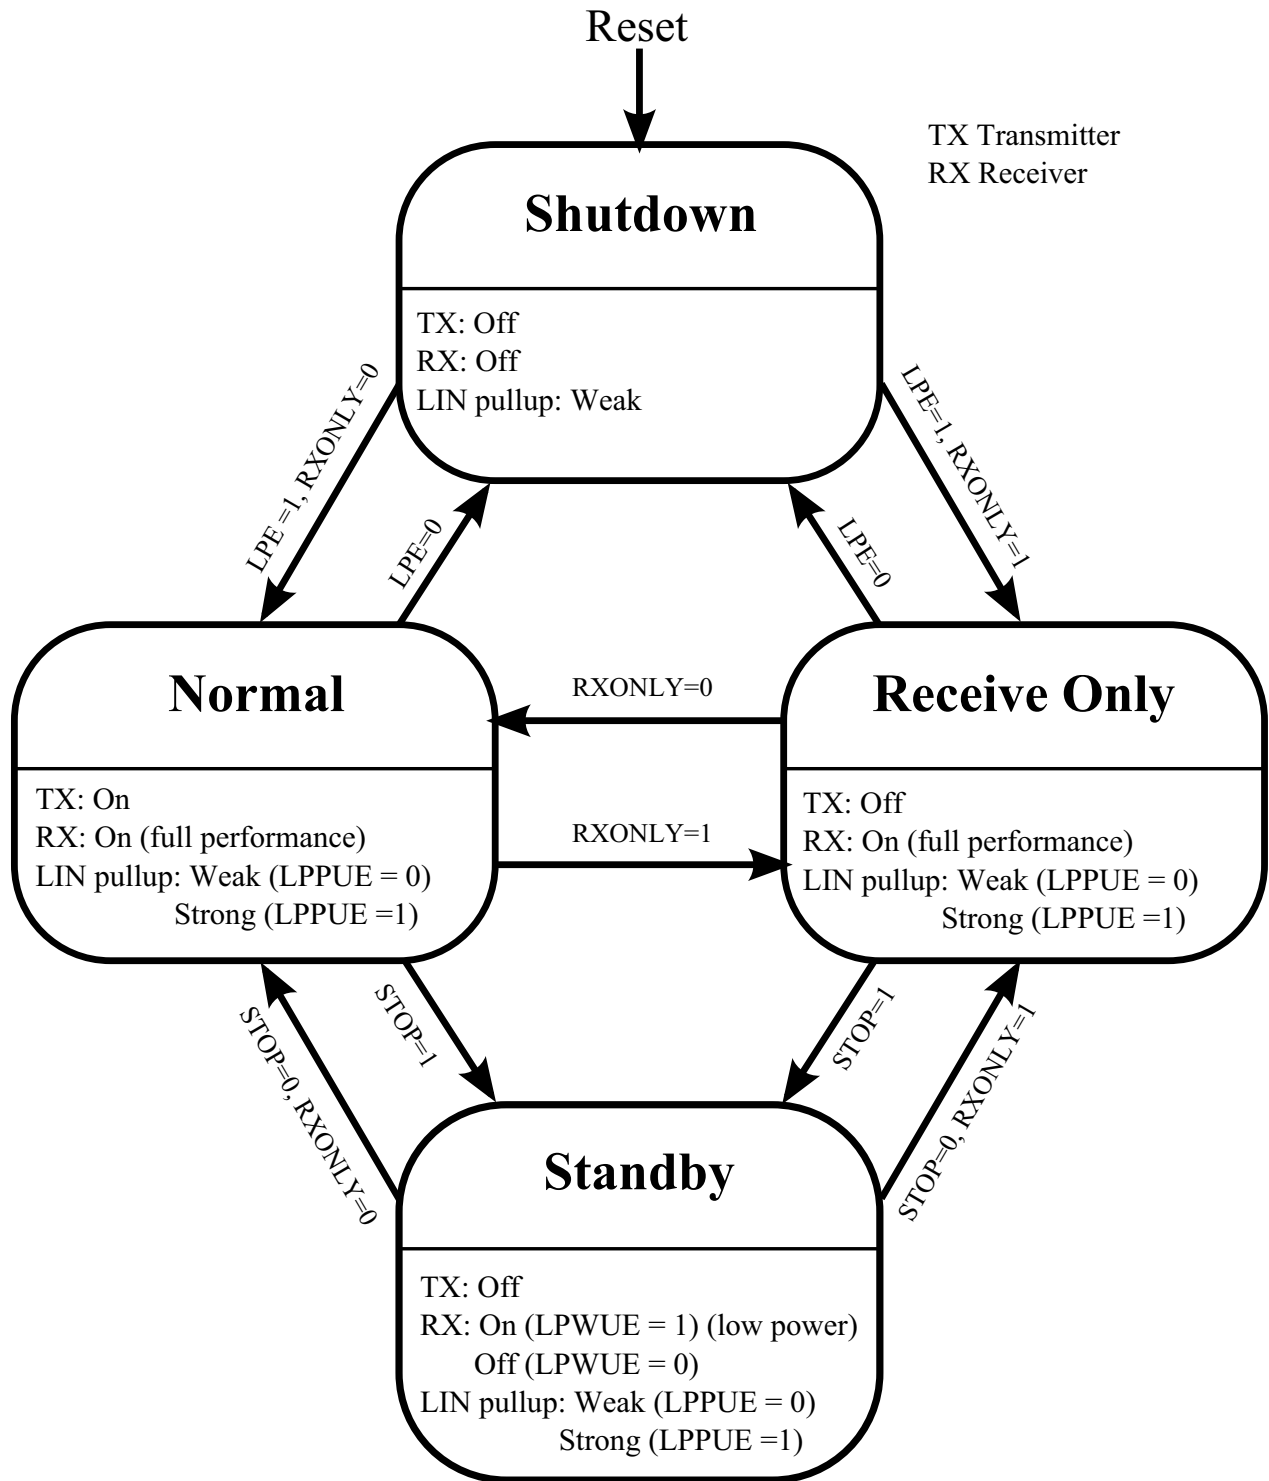 Reset
TX Transmitter
RX Receiver
Shutdown
TX: Off
RX: Off
LIN pullup: Weak
LPE =1, RXONLY=0
LPE=0
LPE=0
LPE=1, RXONLY=1
Normal
TX: On
RX: On (full performance)
LIN pullup: Weak (LPPUE = 0)
Strong (LPPUE =1)
RXONLY=0
RXONLY=1
Receive Only
TX: Off
RX: On (full performance)
LIN pullup: Weak (LPPUE = 0)
Strong (LPPUE =1)
STOP=0, RXONLY=0
STOP=1
STOP=1
STOP=0, RXONLY=1
Standby
TX: Off
RX: On (LPWUE = 1) (low power)
Off (LPWUE = 0)
LIN pullup: Weak (LPPUE = 0)
Strong (LPPUE =1)